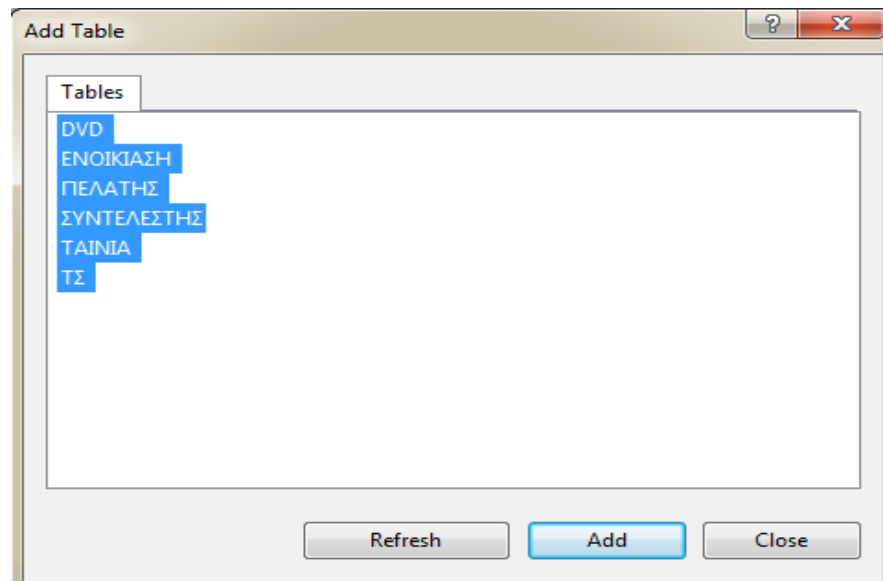 Add Table
Tables
DVD
ΕΝΟΙΚΙΑΣΗ
ΠΕΛΑΤΗΣ
ΣΥΝΤΕΛΕΣΤΗΣ
ΤΑΙΝΙΑ
ΤΣ
Refresh Add Close